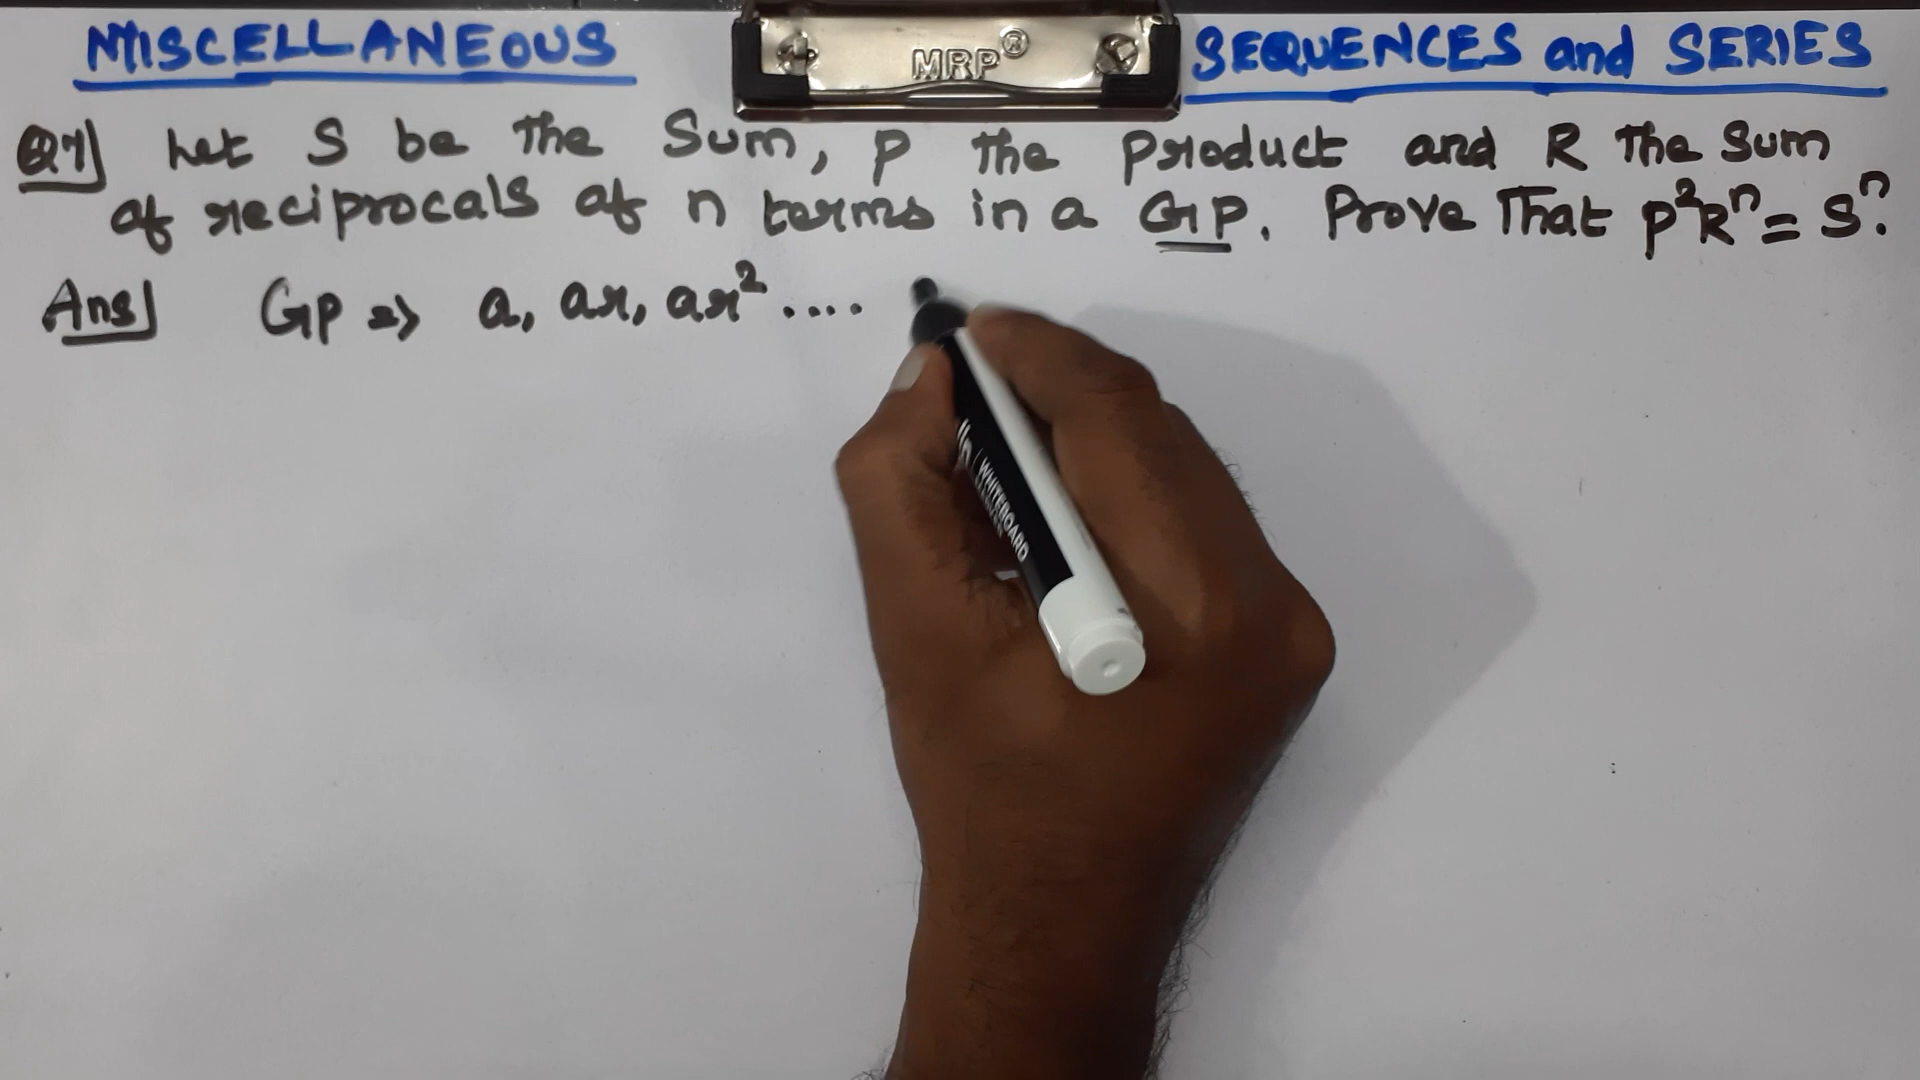 MISCELLANEOUS
MRP®
SEQUENCES and SERIES
Q7] Let S be the Sum, P the product and R the sum
of reciprocals of n terms in a GP. Prove That P²Rⁿ = Sⁿ.
Ans] GP => a, ar, ar² ....
WHITEBOARD